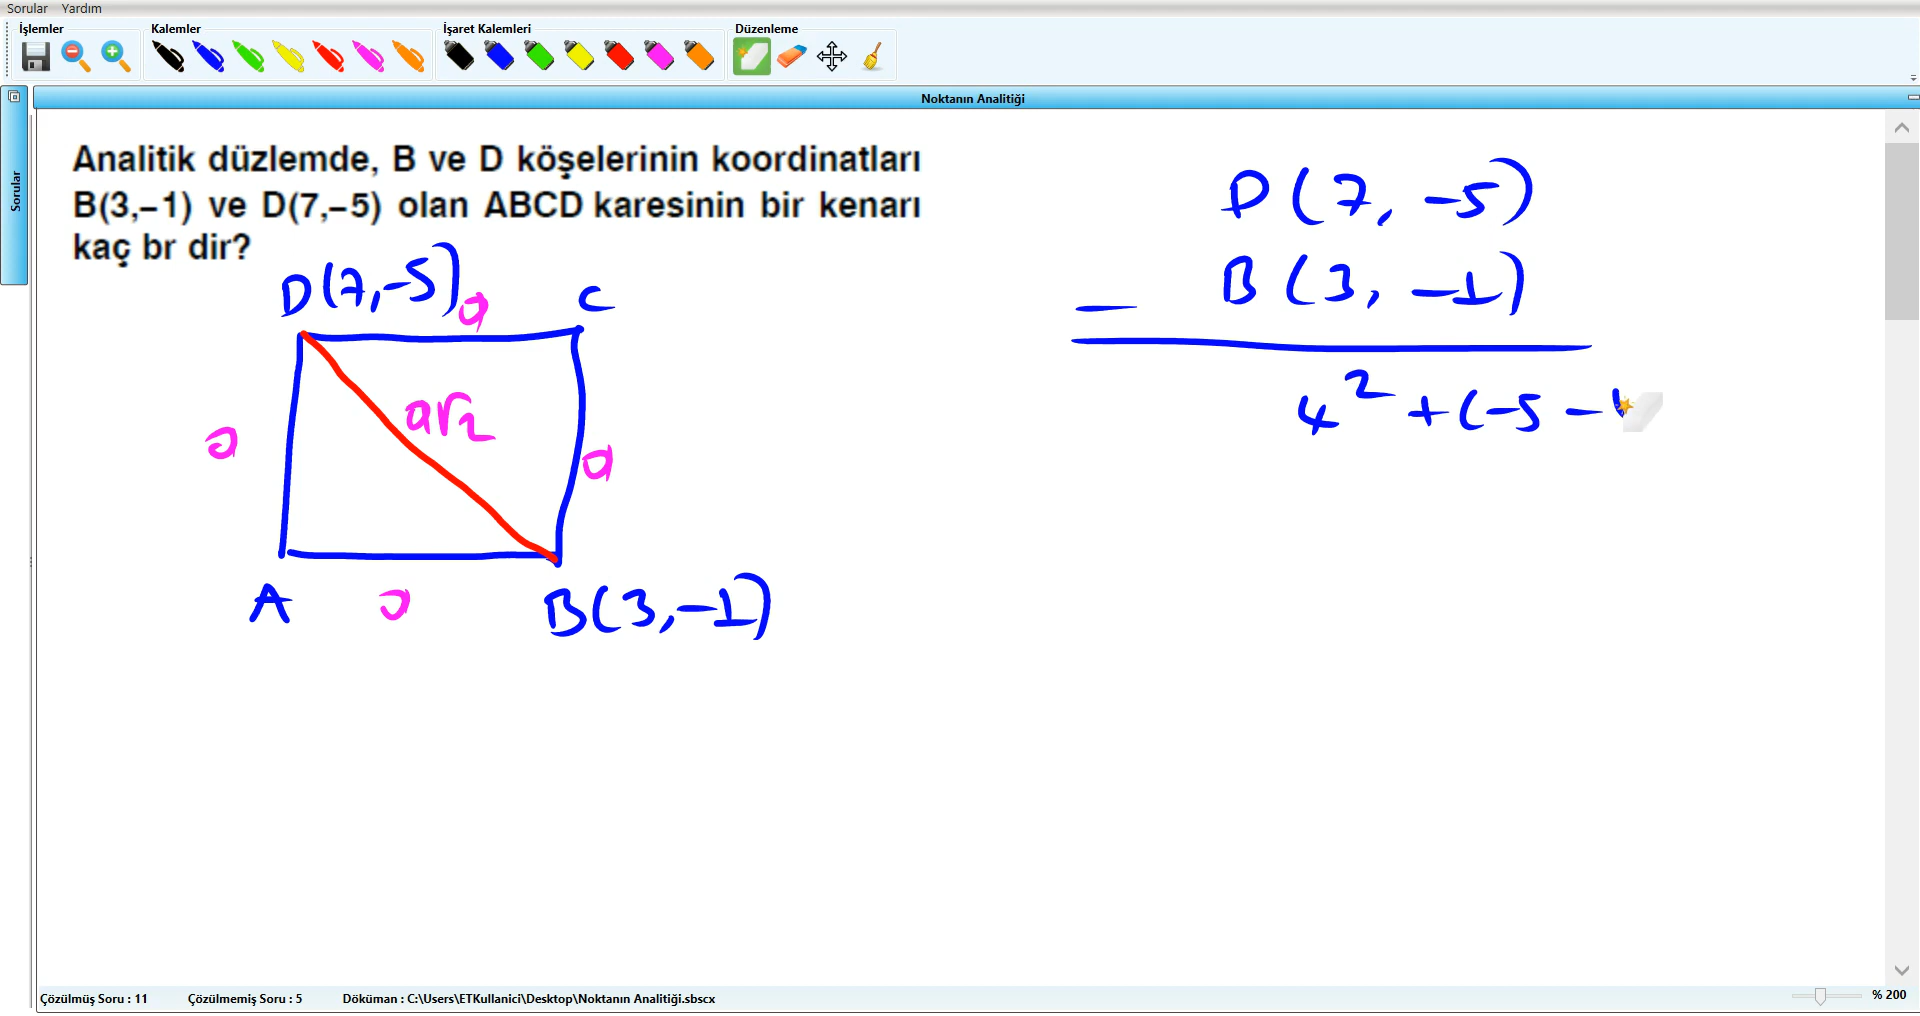 Sorular Yardım
İşlemler Kalemler İşaret Kalemleri Düzenleme
Noktanın Analitiği
Sorular
Analitik düzlemde, B ve D köşelerinin koordinatları
B(3,−1) ve D(7,−5) olan ABCD karesinin bir kenarı
kaç br dir?
D(7,-5) a C
a√2
a
a
A a B(3,-1)
D(7, -5)
B(3, -1)
—
4² + (-5 -
Çözülmüş Soru : 11 Çözülmemiş Soru : 5 Döküman : C:\Users\ETKullanici\Desktop\Noktanın Analitiği.sbscx % 200